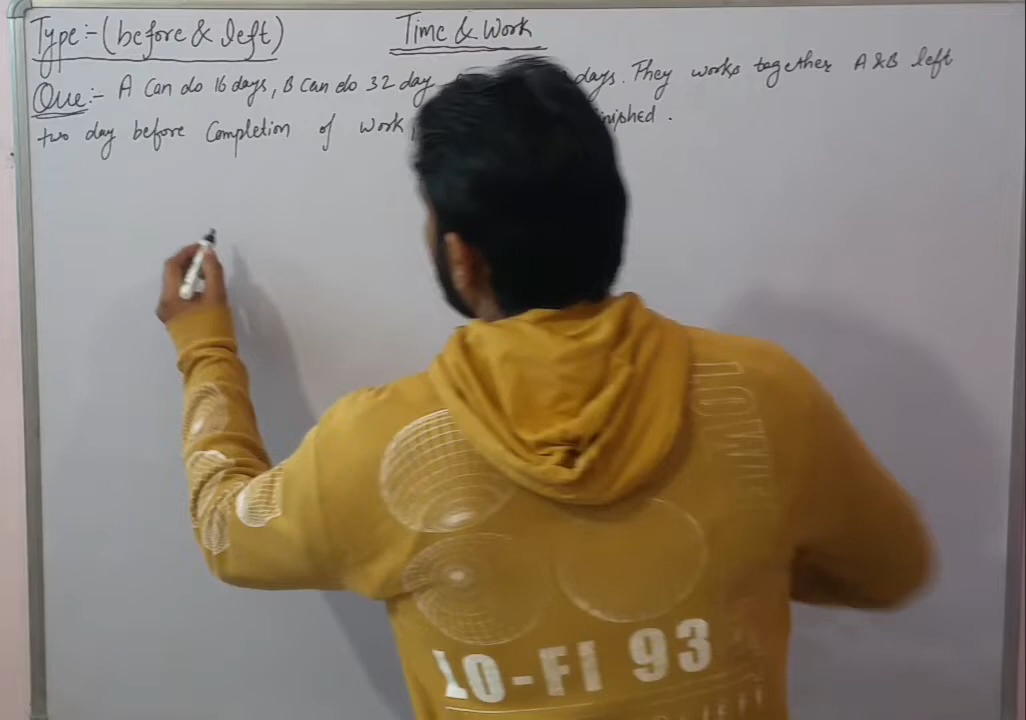 Type:-(before & left)
Time & Work
Que:- A Can do 16 days, B Can do 32 day days. They works together A & B left
two day before Completion of work
LO-FI 93